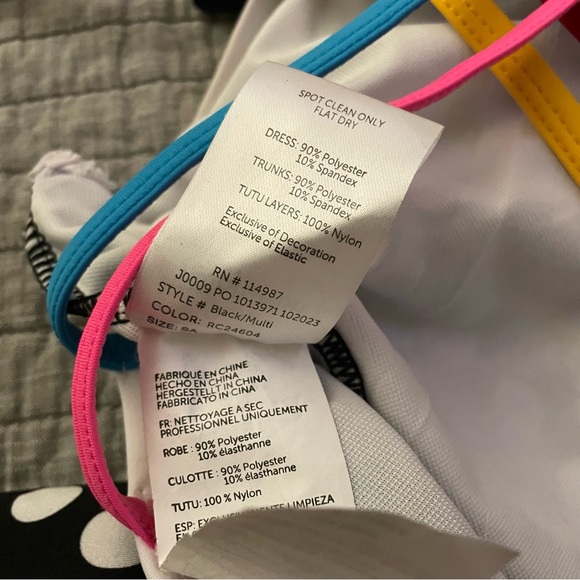 SPOT CLEAN ONLY
FLAT DRY
DRESS: 90% Polyester
10% Spandex
TRUNKS: 90% Polyester
10% Spandex
TUTU LAYERS: 100% Nylon
Exclusive of Decoration
Exclusive of Elastic
RN # 114987
J0009 PO 1013971 102023
STYLE # Black/Multi
COLOR: RC24604
SIZE:
FABRIQUÉ EN CHINE
HECHO EN CHINA
HERGESTELLT IN CHINA
FABBRICATO IN CINA
FR: NETTOYAGE A SEC
PROFESSIONNEL UNIQUEMENT
ROBE : 90% Polyester
10% élasthanne
CULOTTE : 90% Polyester
10% élasthanne
TUTU: 100 % Nylon
ESP: LIMPIEZA